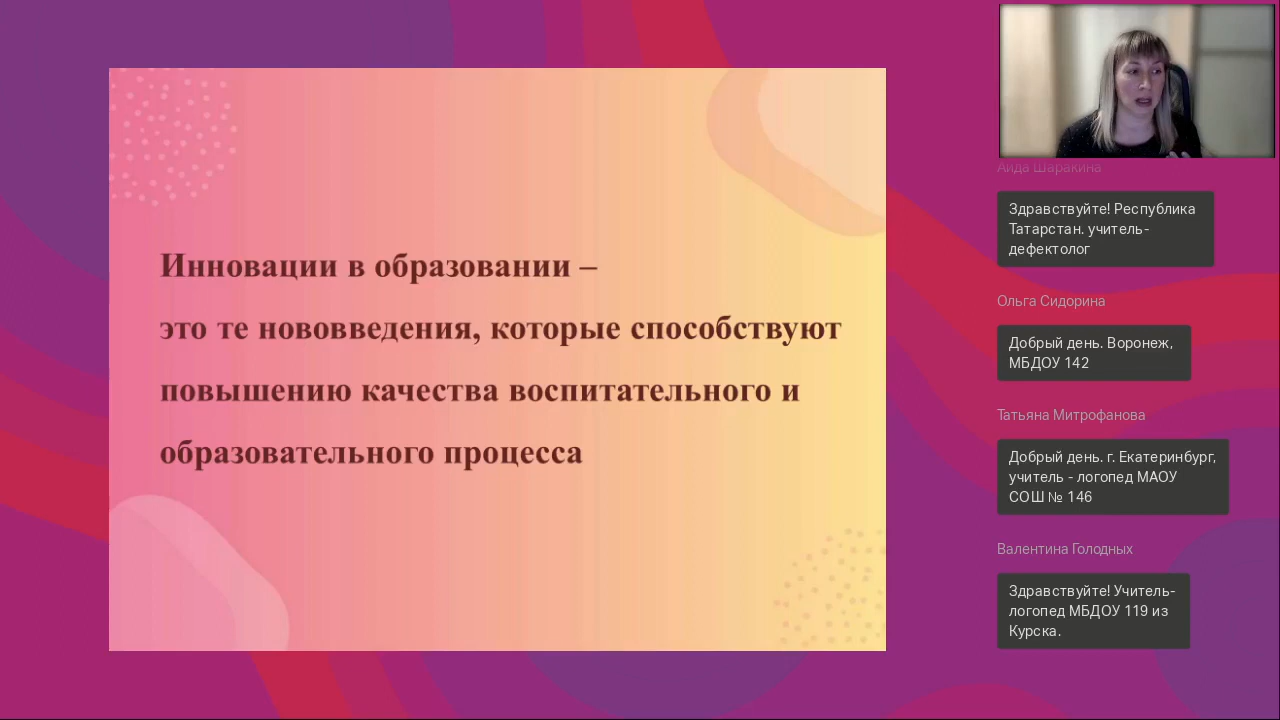 Инновации в образовании –
это те нововведения, которые способствуют
повышению качества воспитательного и
образовательного процесса
Аида Шаракина
Здравствуйте! Республика
Татарстан. учитель-
дефектолог
Ольга Сидорина
Добрый день. Воронеж,
МБДОУ 142
Татьяна Митрофанова
Добрый день. г. Екатеринбург,
учитель - логопед МАОУ
СОШ № 146
Валентина Голодных
Здравствуйте! Учитель-
логопед МБДОУ 119 из
Курска.